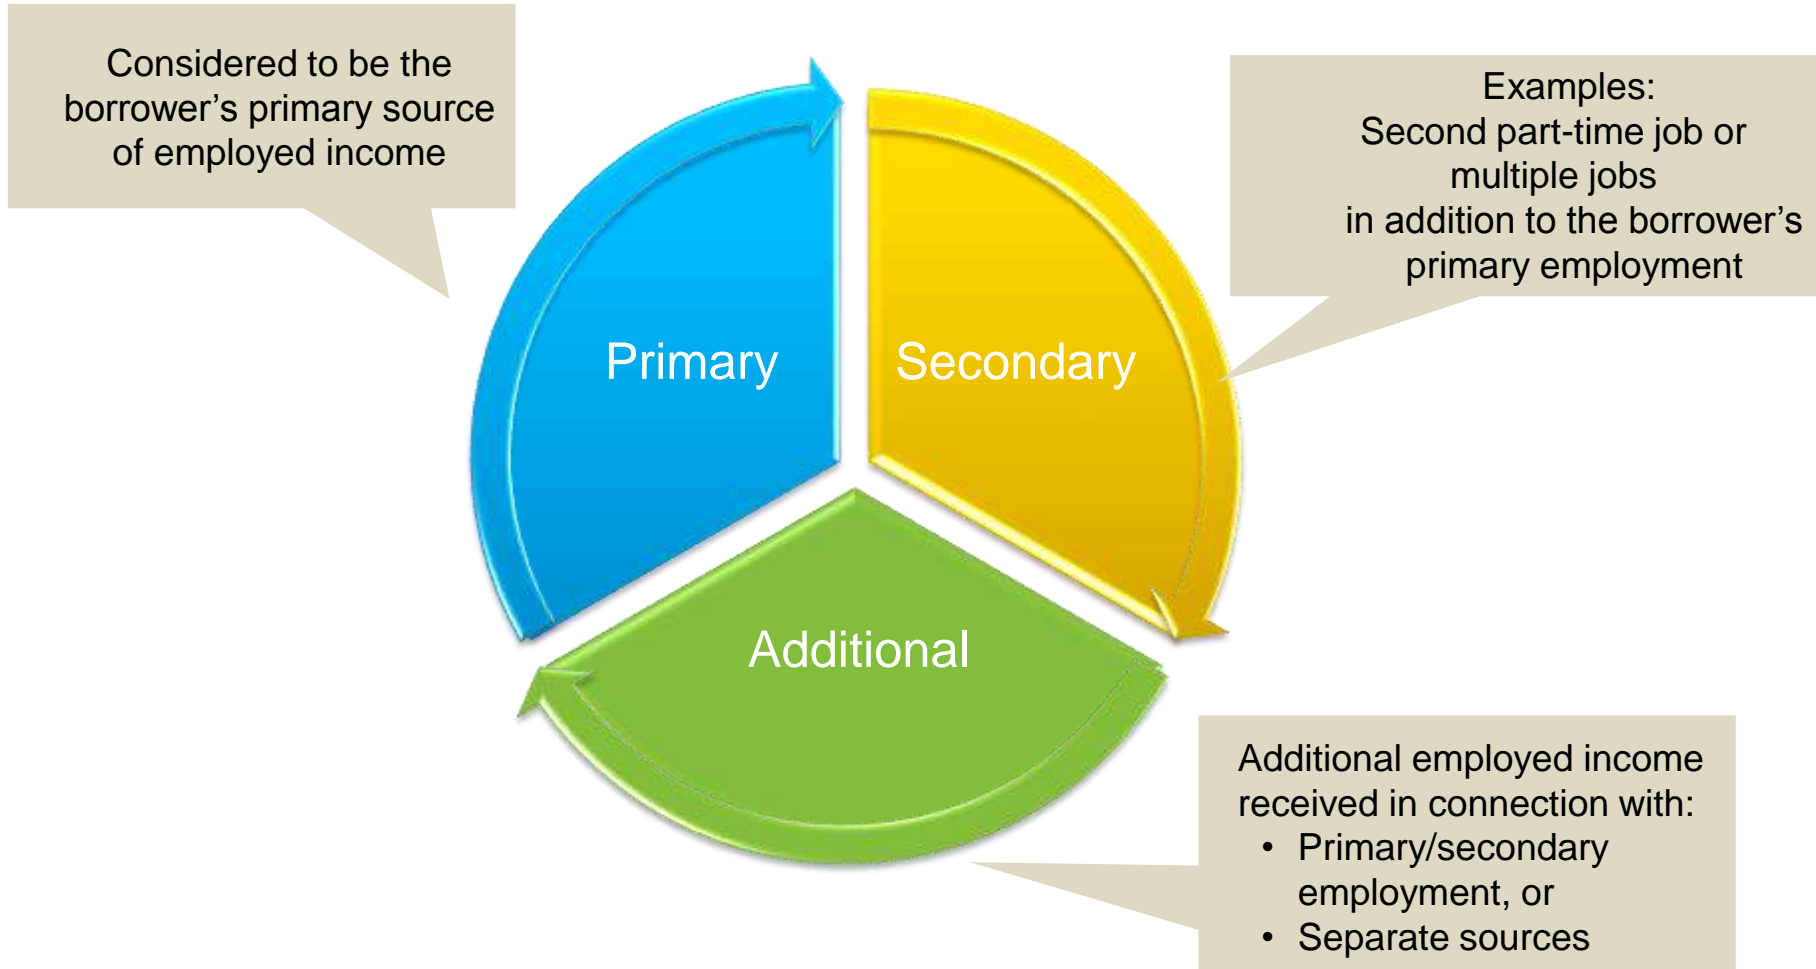 Considered to be the
borrower’s primary source
of employed income
Examples:
Second part-time job or
multiple jobs
in addition to the borrower’s
primary employment
Primary
Secondary
Additional
Additional employed income
received in connection with:
• Primary/secondary
employment, or
• Separate sources